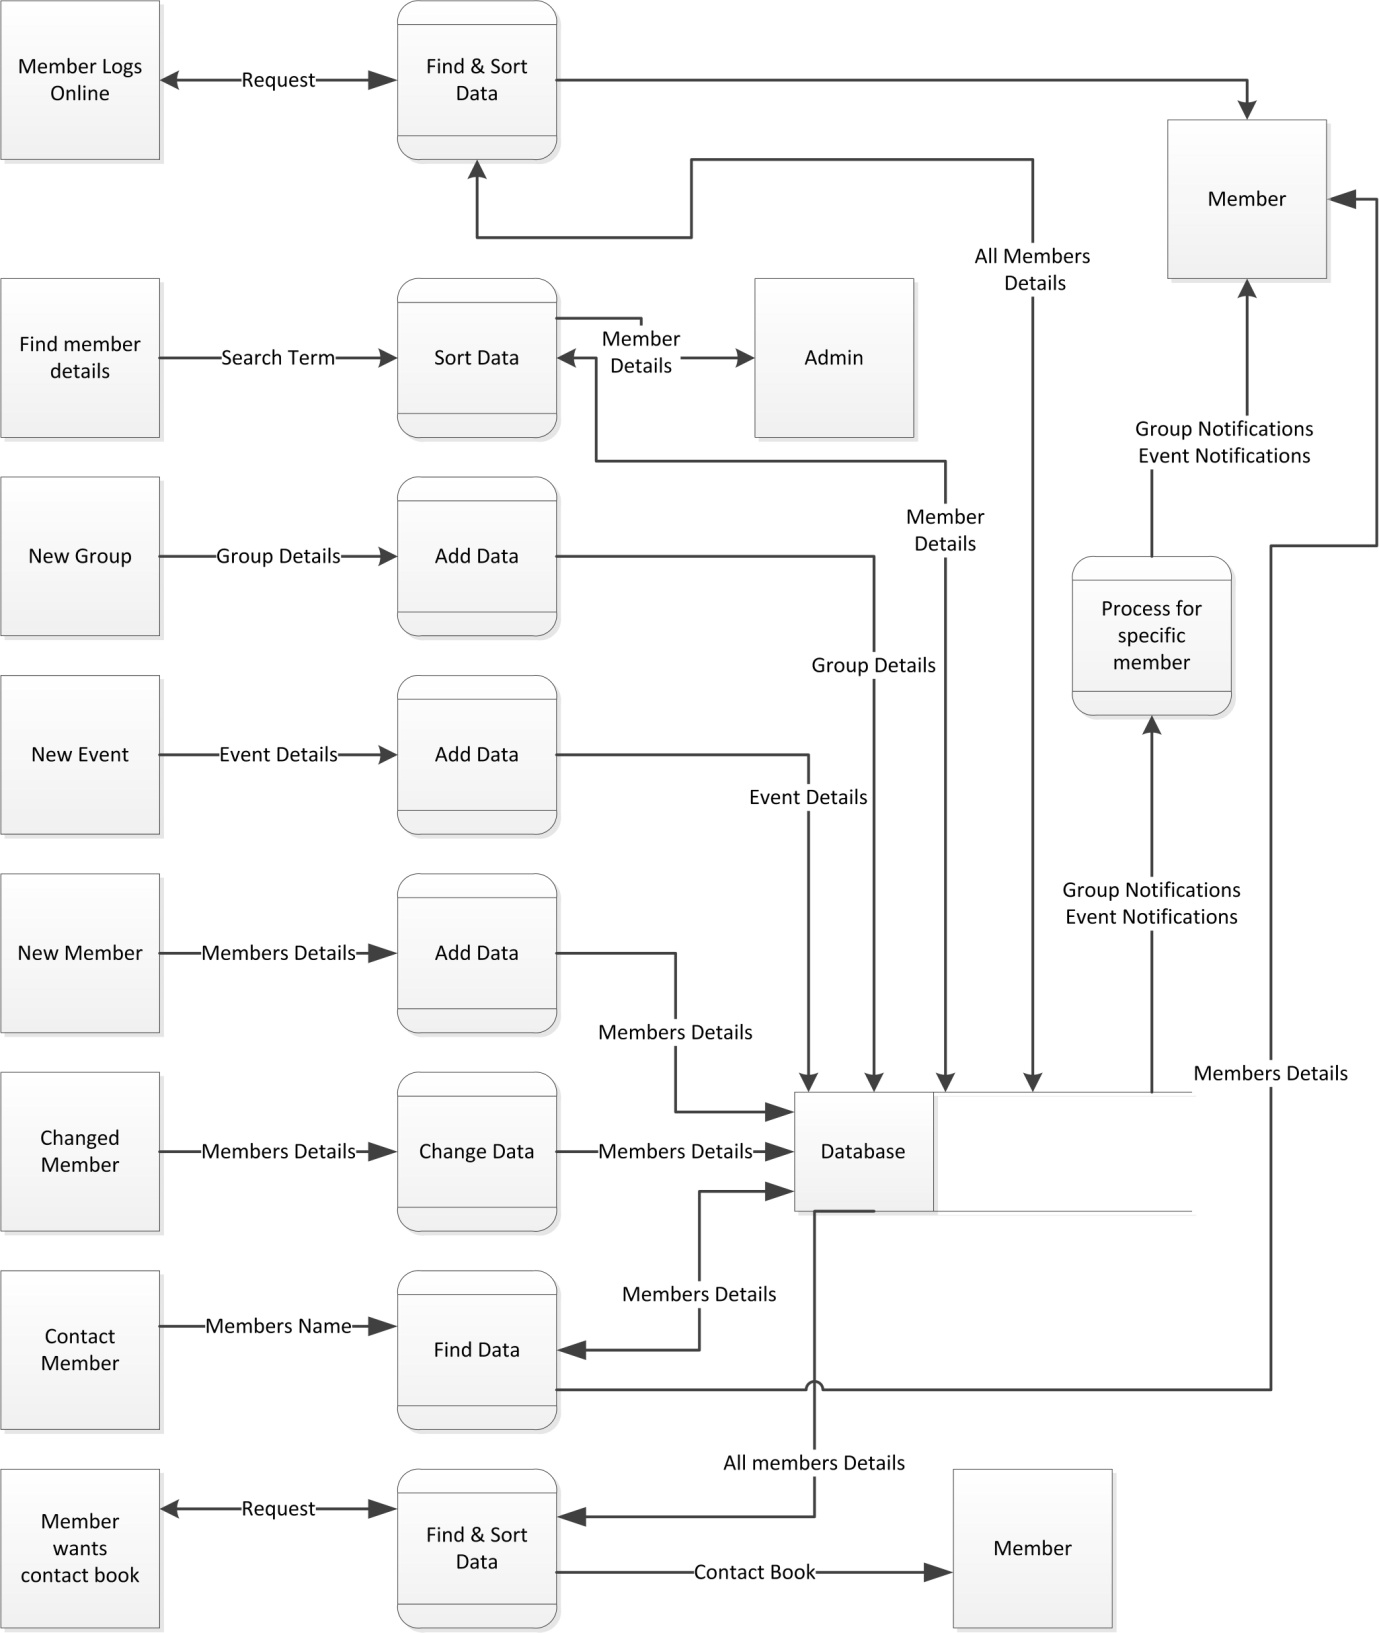 Member Logs
Online
Request
Find & Sort
Data
Member
All Members
Details
Find member
details
Search Term
Sort Data
Member
Details
Admin
Group Notifications
Event Notifications
Member
Details
New Group
Group Details
Add Data
Process for
specific
member
Group Details
New Event
Event Details
Add Data
Event Details
Group Notifications
Event Notifications
New Member
Members Details
Add Data
Members Details
Members Details
Changed
Member
Members Details
Change Data
Members Details
Database
Members Details
Contact
Member
Members Name
Find Data
All members Details
Member
wants
contact book
Request
Find & Sort
Data
Contact Book
Member